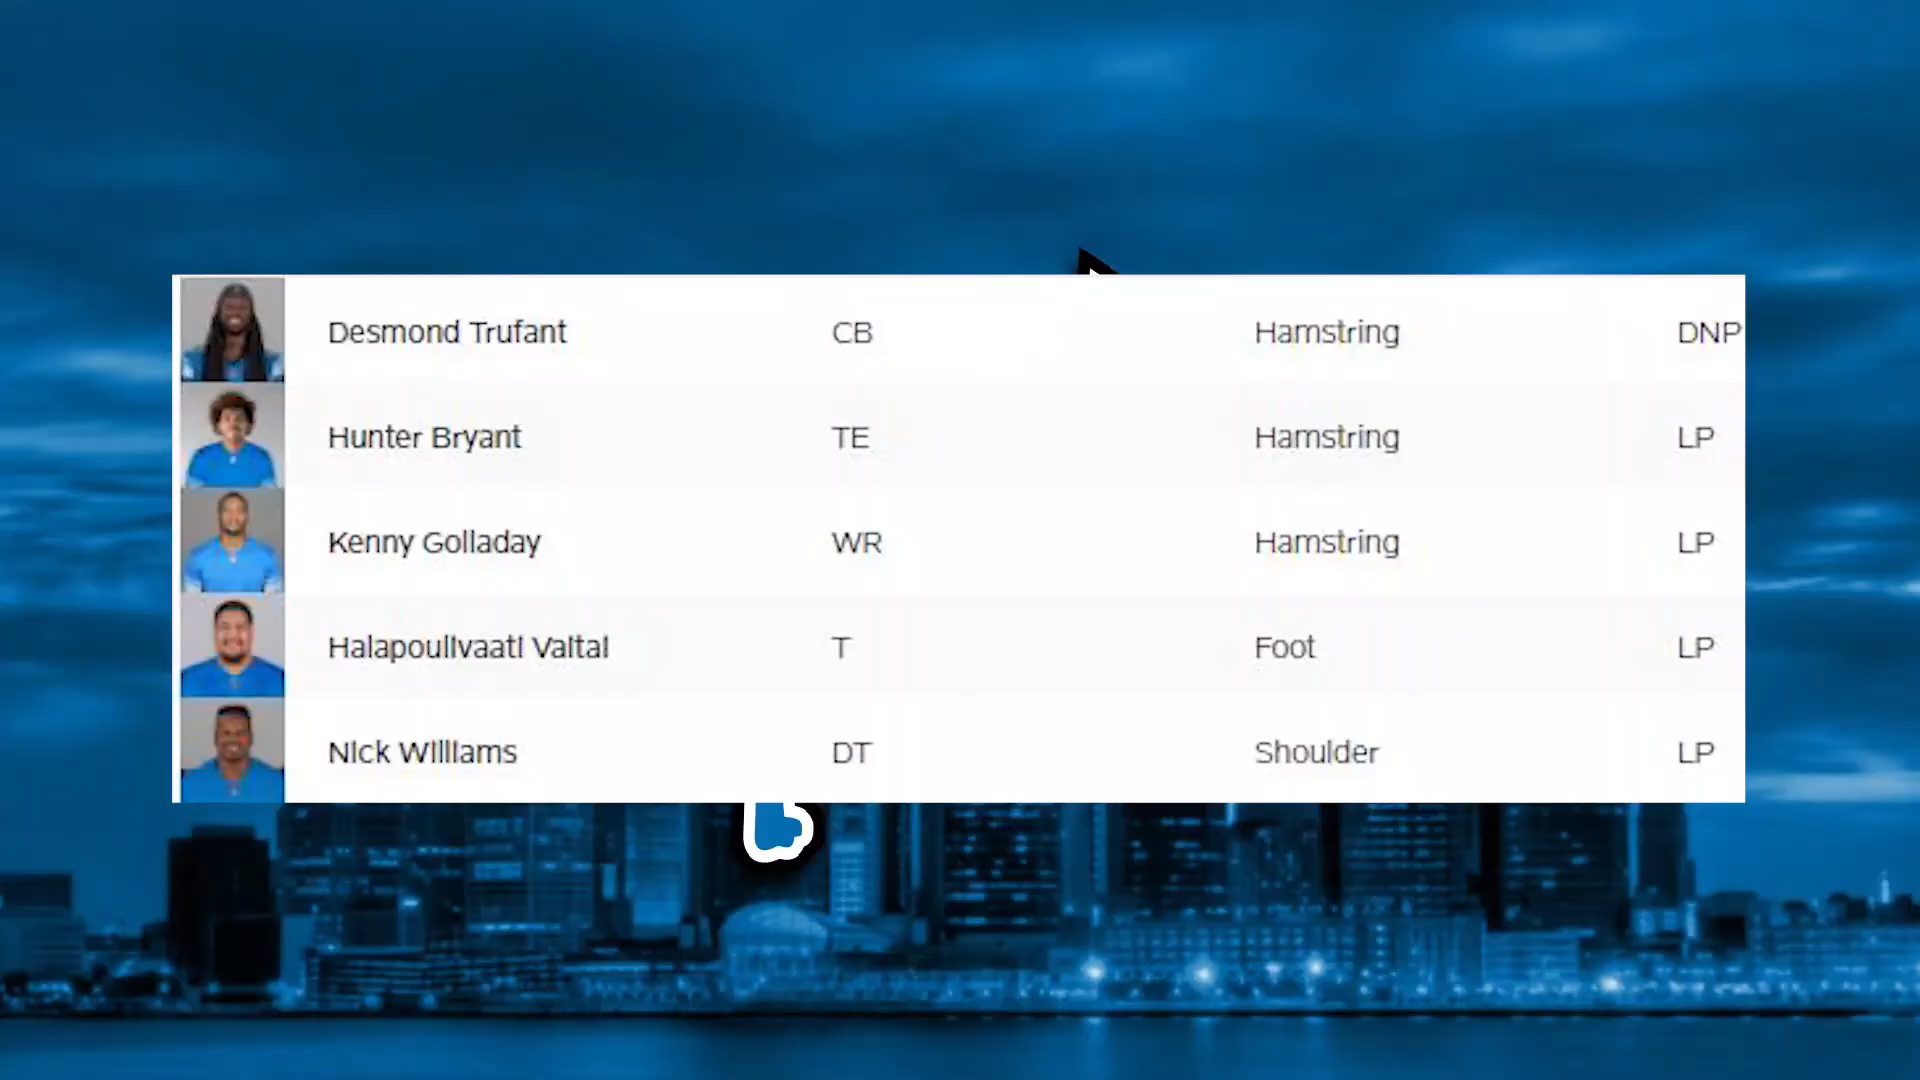 Desmond Trufant CB Hamstring DNP
Hunter Bryant TE Hamstring LP
Kenny Golladay WR Hamstring LP
Halapoulivaati Vaitai T Foot LP
Nick Williams DT Shoulder LP